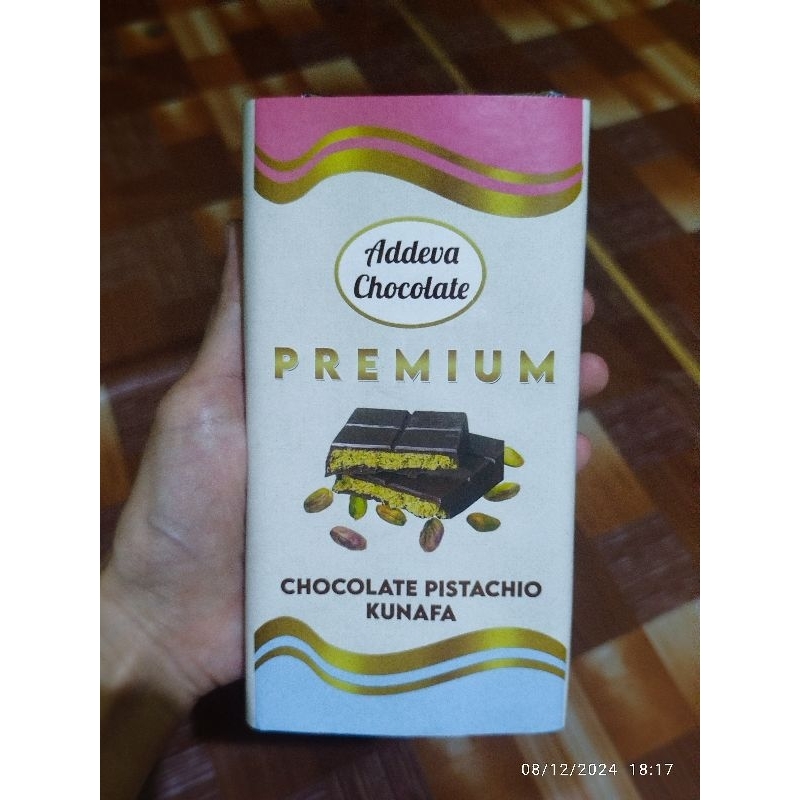 Addeva
Chocolate
PREMIUM
CHOCOLATE PISTACHIO
KUNAFA
08/12/2024 18:17